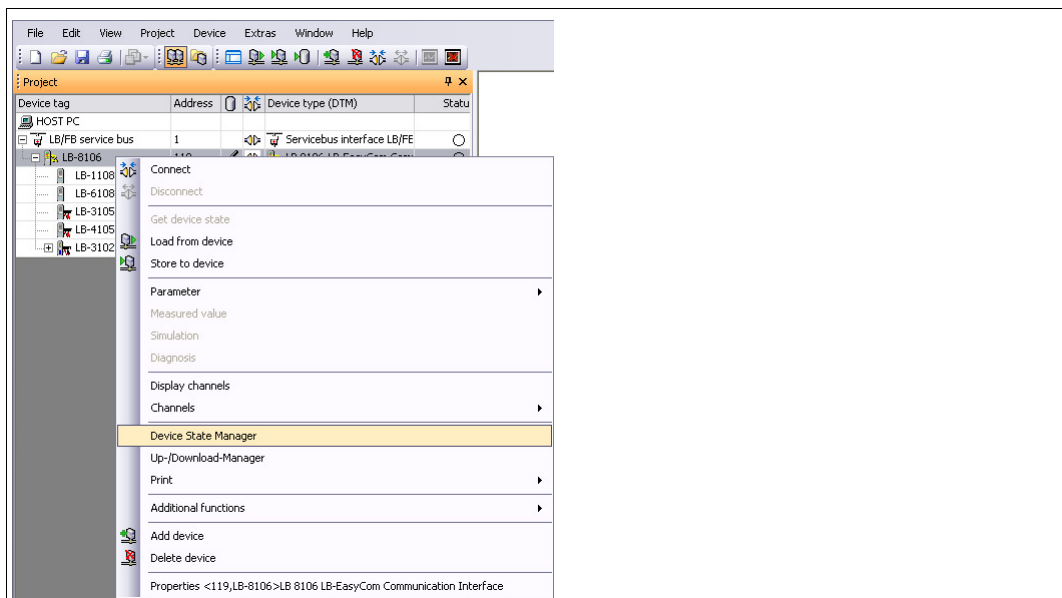 File Edit View Project Device Extras Window Help
Project
Device tag Address Device type (DTM) Statu
HOST PC
LB/FB service bus 1 Servicebus interface LB/FE
LB-8106
LB-1108
LB-6108
LB-3105
LB-4105
LB-3102
Connect
Disconnect
Get device state
Load from device
Store to device
Parameter
Measured value
Simulation
Diagnosis
Display channels
Channels
Device State Manager
Up-/Download-Manager
Print
Additional functions
Add device
Delete device
Properties <119,LB-8106>LB 8106 LB-EasyCom Communication Interface